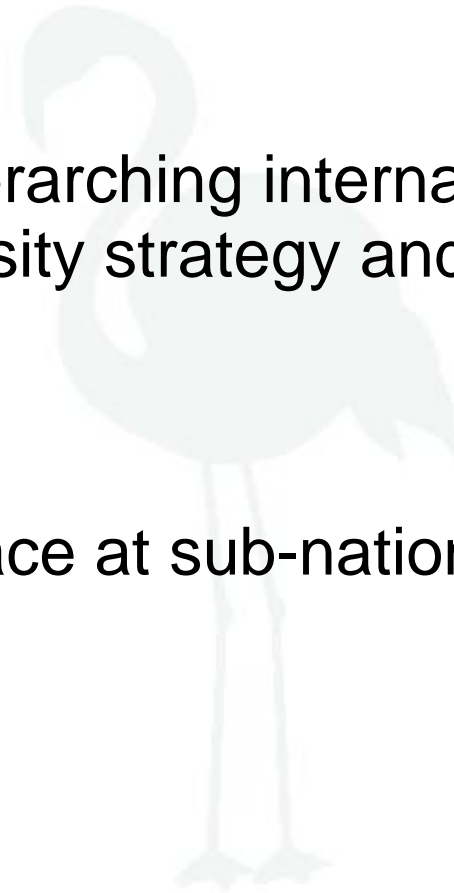 rarching interna
sity strategy and
ace at sub-nation